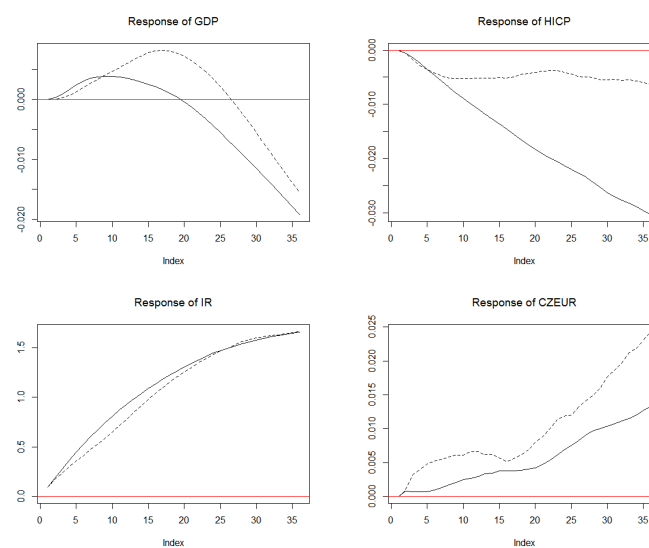 Response of GDP
0.000
-0.010
-0.020
0 5 10 15 20 25 30 35
Index
Response of HICP
0.000
-0.010
-0.020
-0.030
0 5 10 15 20 25 30 35
Index
Response of IR
1.5
1.0
0.5
0.0
0 5 10 15 20 25 30 35
Index
Response of CZEUR
0.025
0.020
0.015
0.010
0.005
0.000
0 5 10 15 20 25 30 35
Index